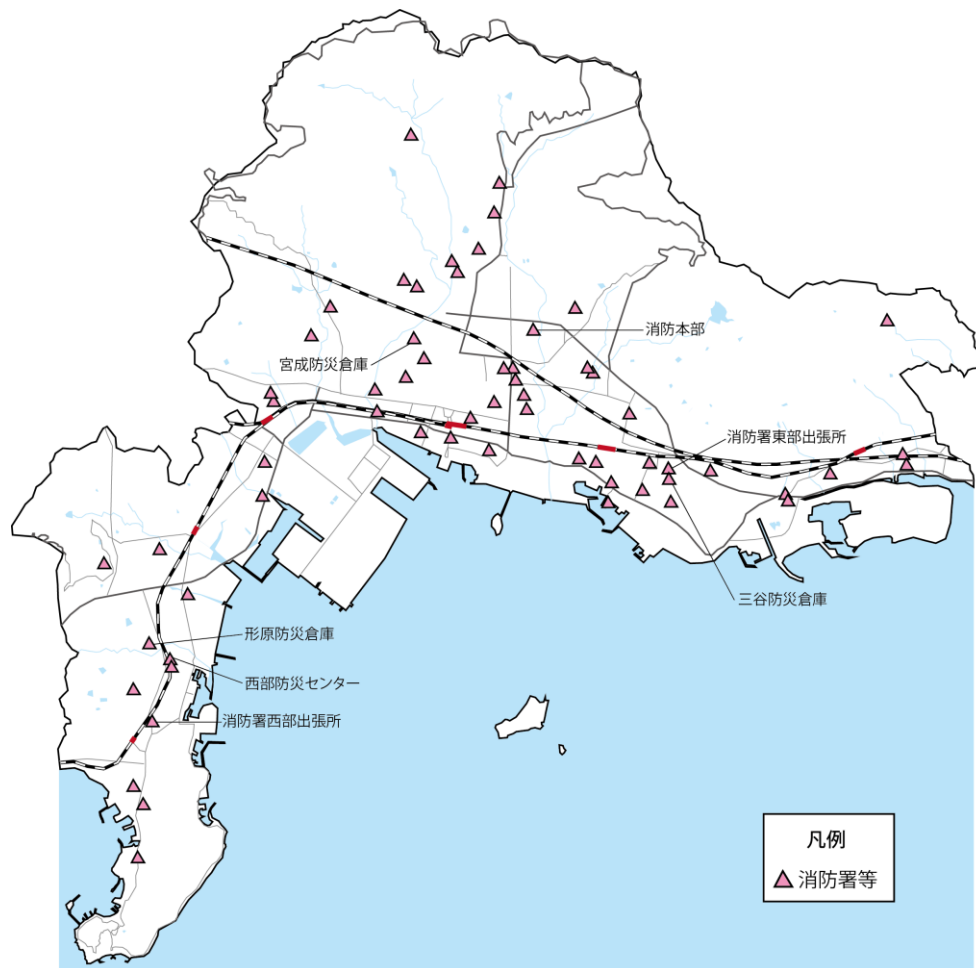 消防本部
宮成防災倉庫
消防署東部出張所
三谷防災倉庫
形原防災倉庫
西部防災センター
消防署西部出張所
凡例
消防署等